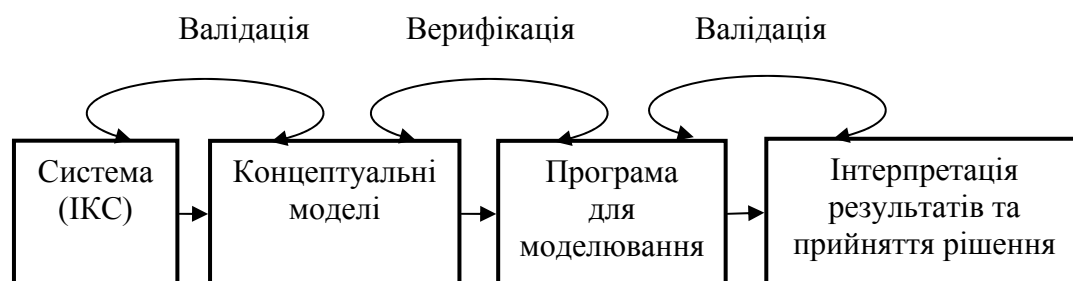 Валідація
Верифікація
Валідація
Система
(ІКС)
Концептуальні
моделі
Програма
для
моделювання
Інтерпретація
результатів та
прийняття рішення